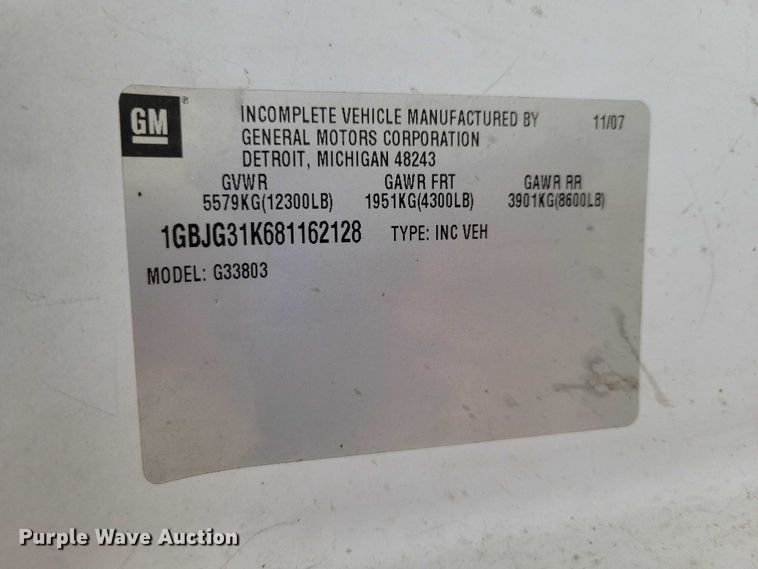 GM
INCOMPLETE VEHICLE MANUFACTURED BY 11/07
GENERAL MOTORS CORPORATION
DETROIT, MICHIGAN 48243
GVWR GAWR FRT GAWR RR
5579KG(12300LB) 1951KG(4300LB) 3901KG(8600LB)
1GBJG31K681162128 TYPE: INC VEH
MODEL: G33803
Purple Wave Auction